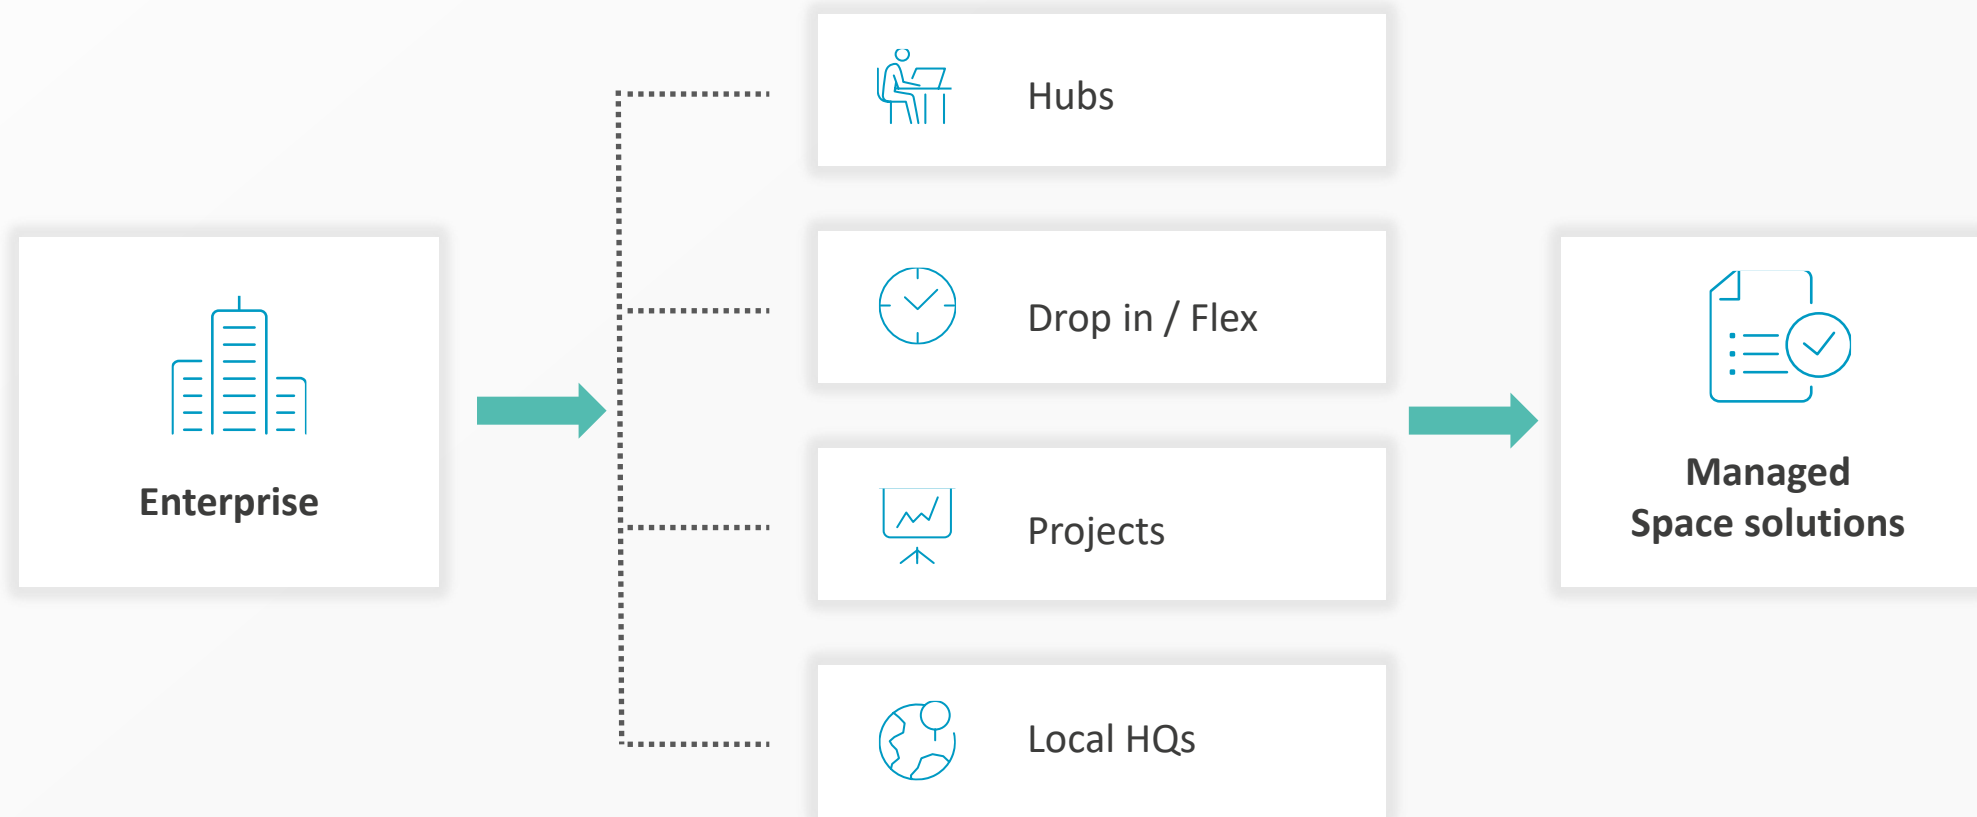 Enterprise
Hubs
Drop in / Flex
Projects
Local HQs
Managed
Space solutions